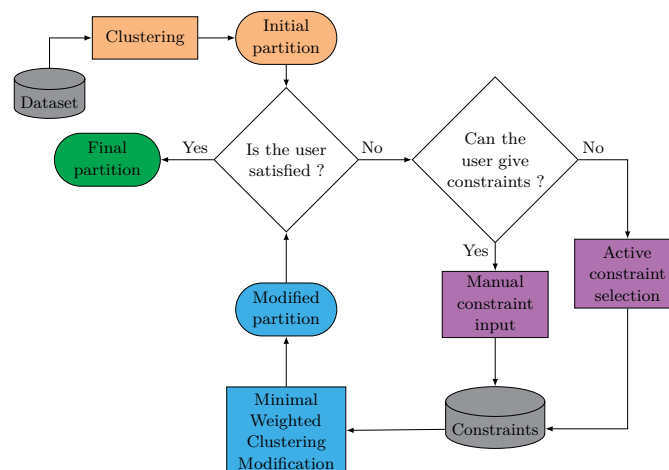 Initial
partition
Clustering
Dataset
Is the user
satisfied ?
Yes
No
Final
partition
Can the
user give
constraints ?
No
Yes
Manual
constraint
input
Active
constraint
selection
Modified
partition
Minimal
Weighted
Clustering
Modification
Constraints